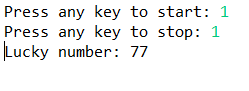 Press any key to start: 1
Press any key to stop: 1
Lucky number: 77